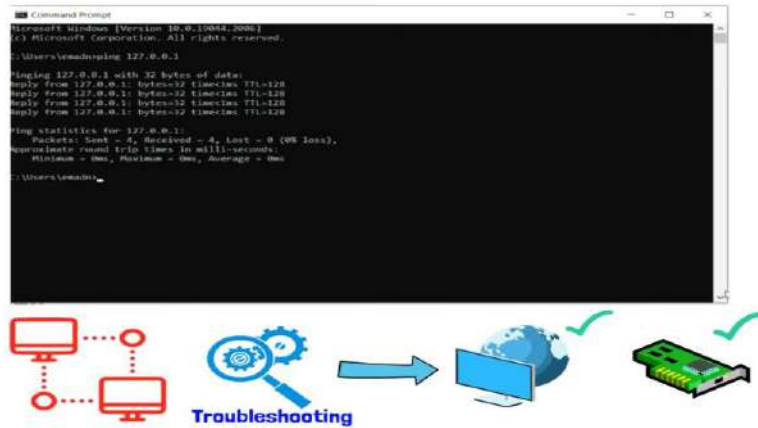 Command Prompt
Microsoft Windows [Version 10.0.19044.2006]
(c) Microsoft Corporation. All rights reserved.
C:\Users\emadn>ping 127.0.0.1
Pinging 127.0.0.1 with 32 bytes of data:
Reply from 127.0.0.1: bytes=32 time<1ms TTL=128
Reply from 127.0.0.1: bytes=32 time<1ms TTL=128
Reply from 127.0.0.1: bytes=32 time<1ms TTL=128
Reply from 127.0.0.1: bytes=32 time<1ms TTL=128
Ping statistics for 127.0.0.1:
Packets: Sent = 4, Received = 4, Lost = 0 (0% loss),
Approximate round trip times in milli-seconds:
Minimum = 0ms, Maximum = 0ms, Average = 0ms
C:\Users\emadn>
Troubleshooting